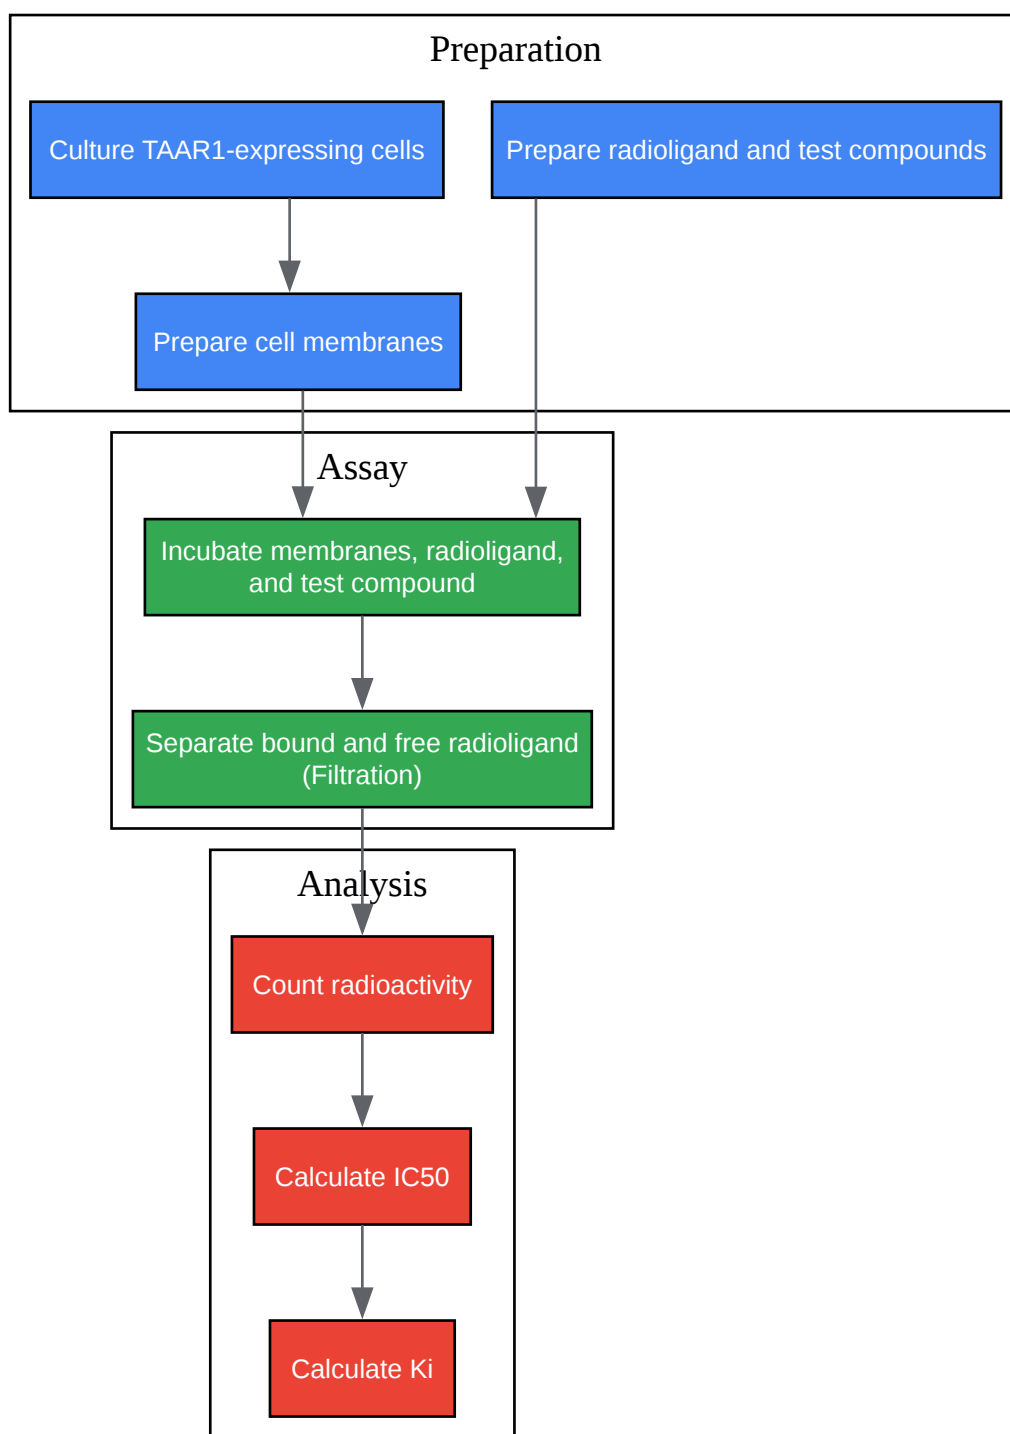 Preparation
Culture TAAR1-expressing cells
Prepare radioligand and test compounds
Prepare cell membranes
Assay
Incubate membranes, radioligand,
and test compound
Separate bound and free radioligand
(Filtration)
Analysis
Count radioactivity
Calculate IC50
Calculate Ki